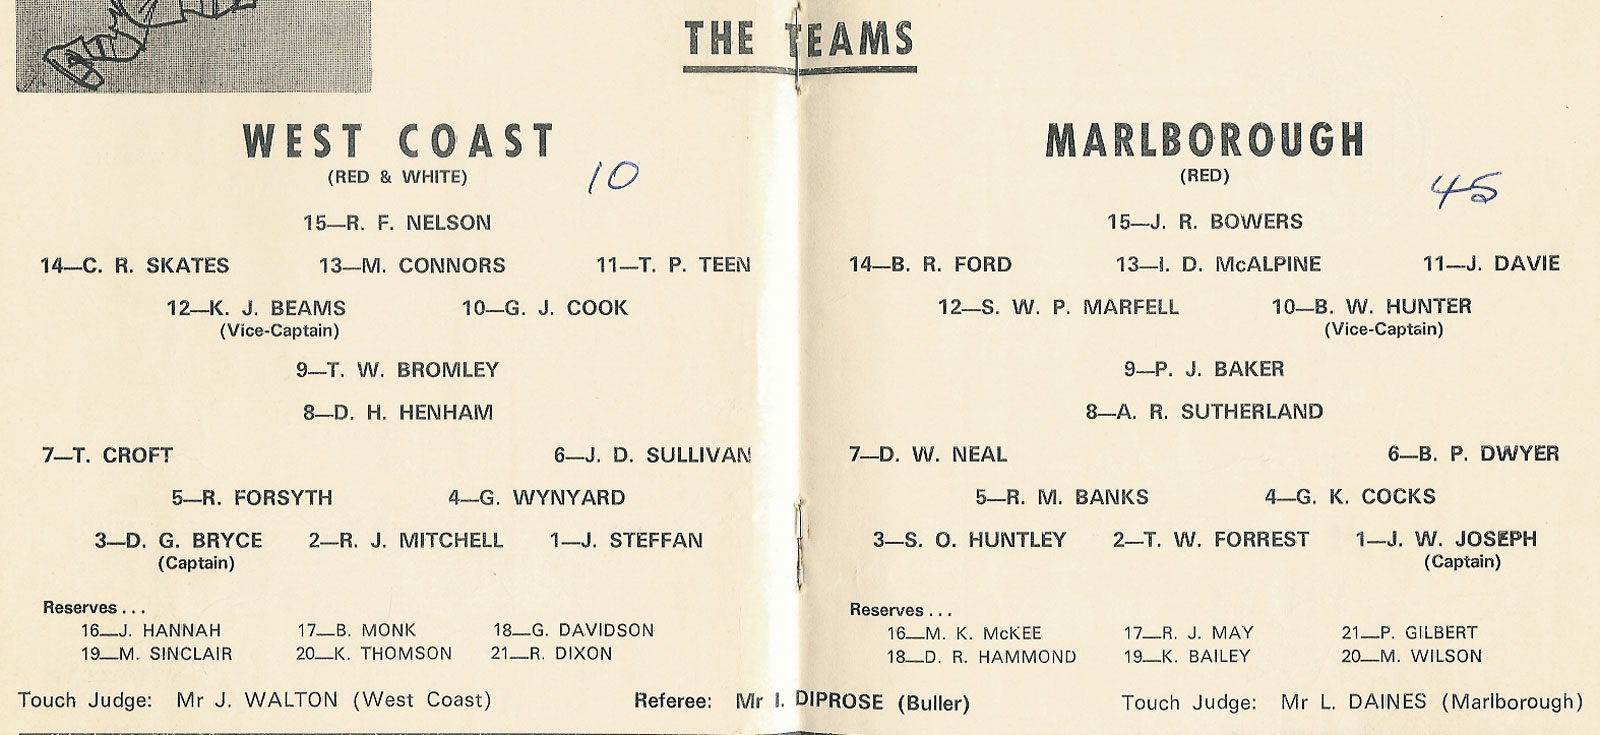 THE TEAMS
WEST COAST
(RED & WHITE)
10
15—R. F. NELSON
14—C. R. SKATES 13—M. CONNORS 11—T. P. TEEN
12—K. J. BEAMS 10—G. J. COOK
(Vice-Captain)
9—T. W. BROMLEY
8—D. H. HENHAM
7—T. CROFT 6—J. D. SULLIVAN
5—R. FORSYTH 4—G. WYNYARD
3—D. G. BRYCE 2—R. J. MITCHELL 1—J. STEFFAN
(Captain)
Reserves . . .
16—J. HANNAH 17—B. MONK 18—G. DAVIDSON
19—M. SINCLAIR 20—K. THOMSON 21—R. DIXON
MARLBOROUGH
(RED)
45
15—J. R. BOWERS
14—B. R. FORD 13—I. D. McALPINE 11—J. DAVIE
12—S. W. P. MARFELL 10—B. W. HUNTER
(Vice-Captain)
9—P. J. BAKER
8—A. R. SUTHERLAND
7—D. W. NEAL 6—B. P. DWYER
5—R. M. BANKS 4—G. K. COCKS
3—S. O. HUNTLEY 2—T. W. FORREST 1—J. W. JOSEPH
(Captain)
Reserves . . .
16—M. K. McKEE 17—R. J. MAY 21—P. GILBERT
18—D. R. HAMMOND 19—K. BAILEY 20—M. WILSON
Touch Judge: Mr J. WALTON (West Coast) Referee: Mr I. DIPROSE (Buller) Touch Judge: Mr L. DAINES (Marlborough)